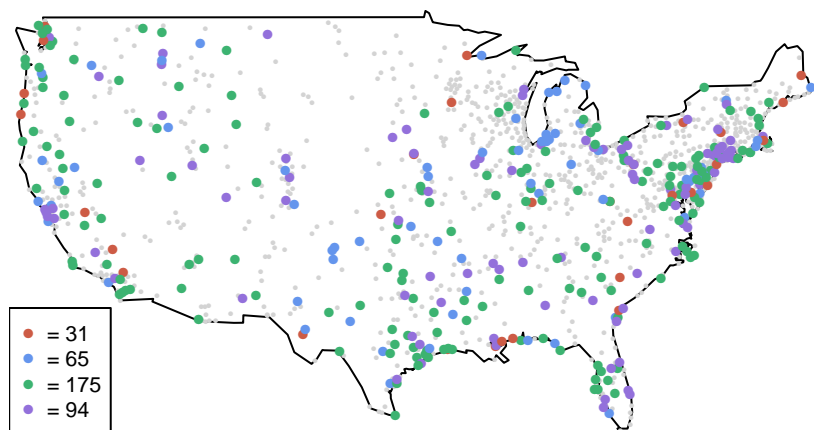 = 31
= 65
= 175
= 94